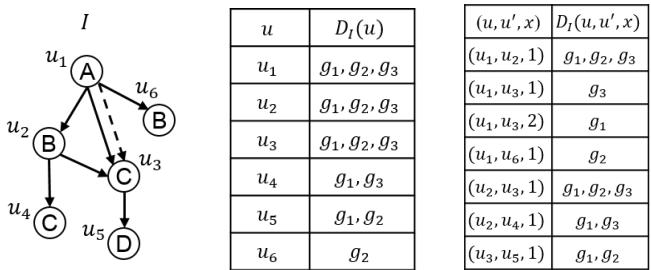 I
u₁ A
u₆
B
u₂ B
u₃
C
u₄ C
u₅ D
u D_I(u)
u₁ g₁, g₂, g₃
u₂ g₁, g₂, g₃
u₃ g₁, g₂, g₃
u₄ g₁, g₃
u₅ g₁, g₂
u₆ g₂
(u, u′, x) D_I(u, u′, x)
(u₁, u₂, 1) g₁, g₂, g₃
(u₁, u₃, 1) g₃
(u₁, u₃, 2) g₁
(u₁, u₆, 1) g₂
(u₂, u₃, 1) g₁, g₂, g₃
(u₂, u₄, 1) g₁, g₃
(u₃, u₅, 1) g₁, g₂